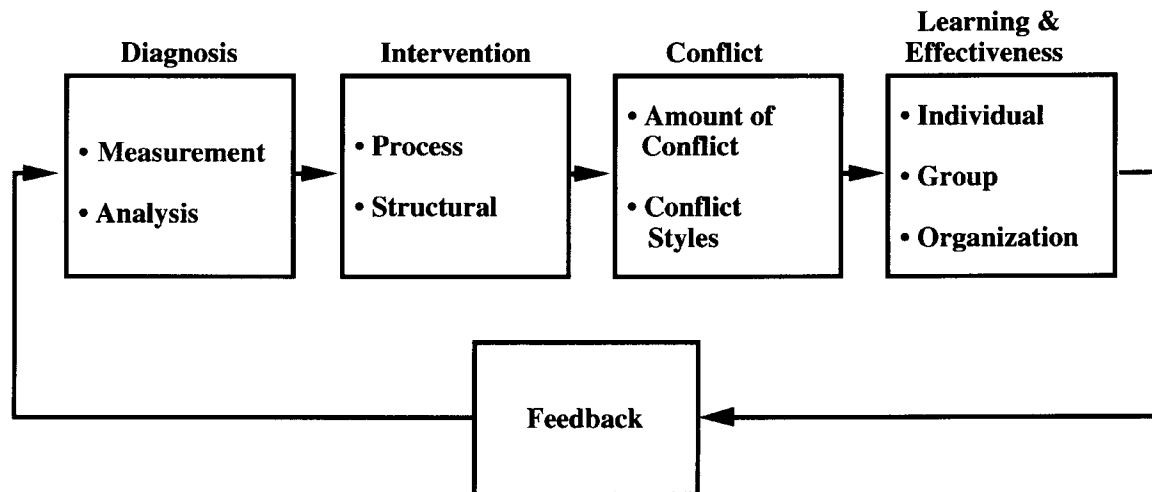 Diagnosis
• Measurement
• Analysis
Intervention
• Process
• Structural
Conflict
• Amount of
Conflict
• Conflict
Styles
Learning &
Effectiveness
• Individual
• Group
• Organization
Feedback